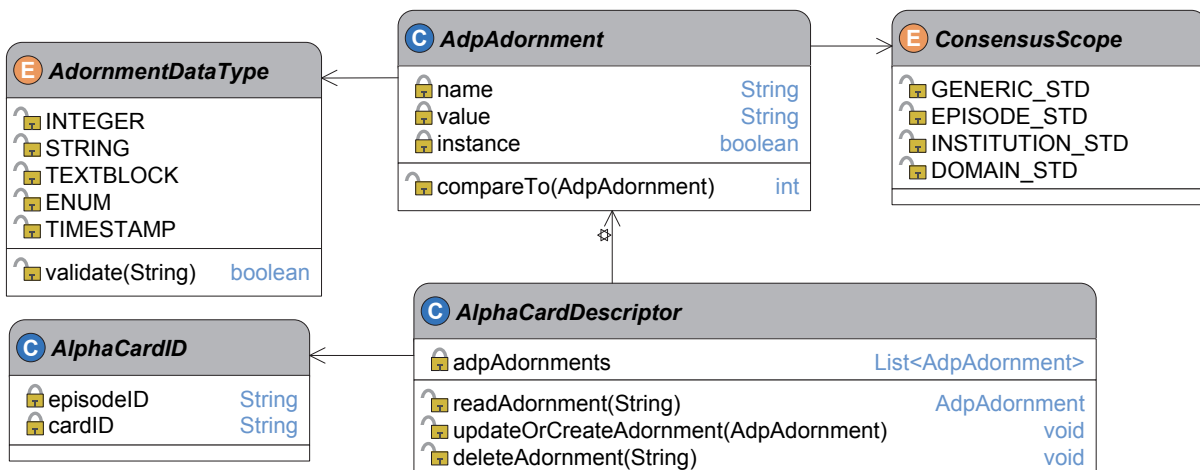 C AdpAdornment
name String
value String
instance boolean
compareTo(AdpAdornment) int
E ConsensusScope
GENERIC_STD
EPISODE_STD
INSTITUTION_STD
DOMAIN_STD
E AdornmentDataType
INTEGER
STRING
TEXTBLOCK
ENUM
TIMESTAMP
validate(String) boolean
C AlphaCardDescriptor
adpAdornments List<AdpAdornment>
readAdornment(String) AdpAdornment
updateOrCreateAdornment(AdpAdornment) void
deleteAdornment(String) void
C AlphaCardID
episodeID String
cardID String